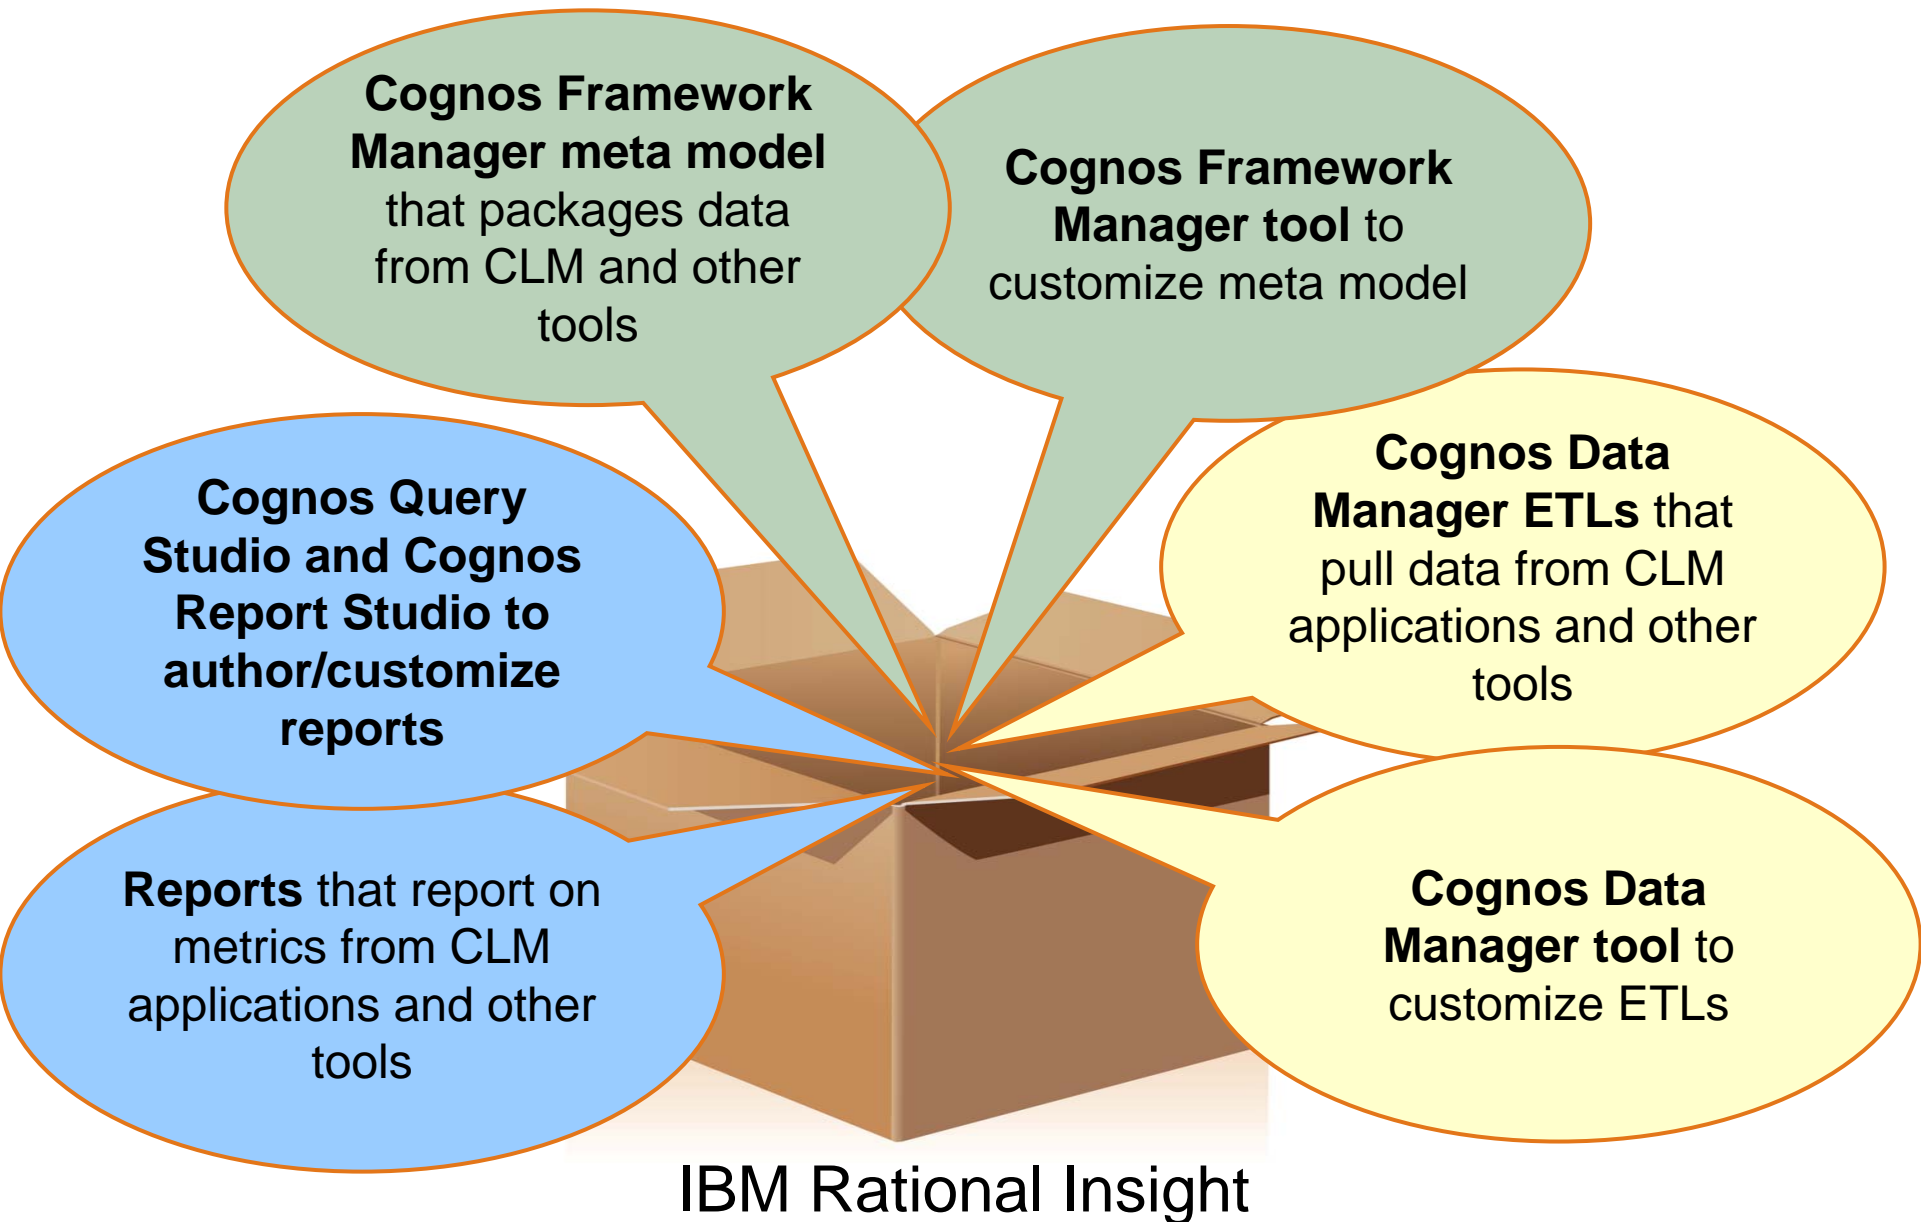 Cognos Framework
Manager meta model
that packages data
from CLM and other
tools
Cognos Framework
Manager tool to
customize meta model
Cognos Query
Studio and Cognos
Report Studio to
author/customize
reports
Cognos Data
Manager ETLs that
pull data from CLM
applications and other
tools
Reports that report on
metrics from CLM
applications and other
tools
Cognos Data
Manager tool to
customize ETLs
IBM Rational Insight